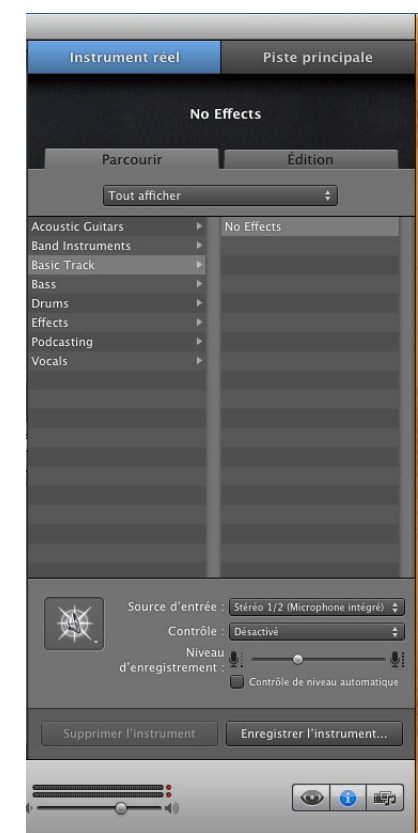 Instrument réel
Piste principale
No Effects
Parcourir
Édition
Tout afficher
Acoustic Guitars
Band Instruments
Basic Track
Bass
Drums
Effects
Podcasting
Vocals
No Effects
Source d'entrée : Stéréo 1/2 (Microphone intégré)
Contrôle : Désactivé
Niveau
d'enregistrement :
Contrôle de niveau automatique
Supprimer l'instrument
Enregistrer l'instrument...